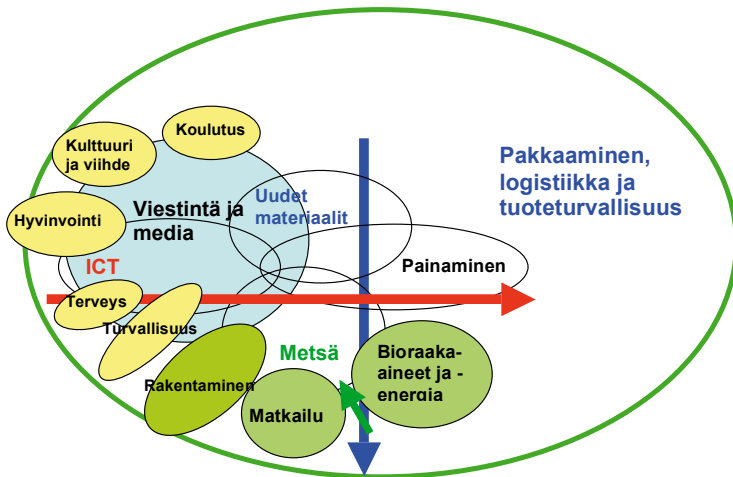 Koulutus
Kulttuuri
ja viihde
Pakkaaminen,
logistiikka ja
tuoteturvallisuus
Hyvinvointi
Viestintä ja
media
Uudet
materiaalit
ICT
Painaminen
Terveys
Turvallisuus
Metsä
Bioraaka-
aineet ja -
energia
Rakentaminen
Matkailu